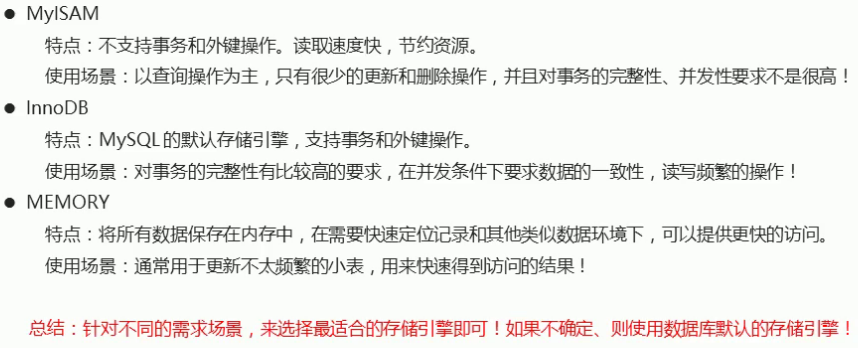 ● MyISAM
特点：不支持事务和外键操作。读取速度快，节约资源。
使用场景：以查询操作为主，只有很少的更新和删除操作，并且对事务的完整性、并发性要求不是很高！
● InnoDB
特点：MySQL的默认存储引擎，支持事务和外键操作。
使用场景：对事务的完整性有比较高的要求，在并发条件下要求数据的一致性，读写频繁的操作！
● MEMORY
特点：将所有数据保存在内存中，在需要快速定位记录和其他类似数据环境下，可以提供更快的访问。
使用场景：通常用于更新不太频繁的小表，用来快速得到访问的结果！
总结：针对不同的需求场景，来选择最适合的存储引擎即可！如果不确定、则使用数据库默认的存储引擎！